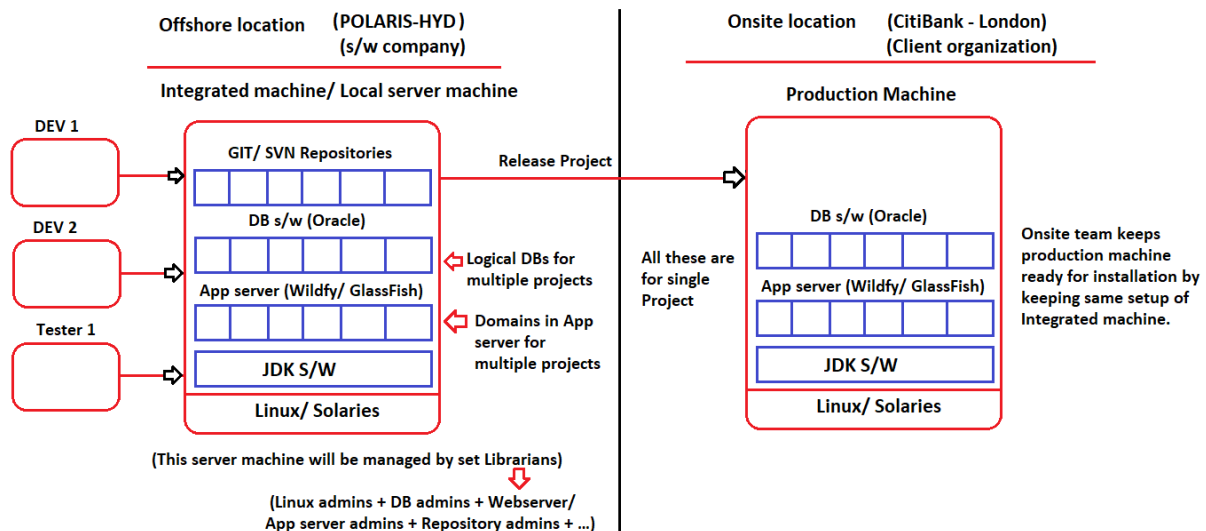 Offshore location
(POLARIS-HYD)
(s/w company)
Integrated machine/ Local server machine
DEV 1
DEV 2
Tester 1
GIT/ SVN Repositories
DB s/w (Oracle)
App server (Wildfy/ GlassFish)
JDK S/W
Linux/ Solaries
Logical DBs for
multiple projects
Domains in App
server for
multiple projects
(This server machine will be managed by set Librarians)
(Linux admins + DB admins + Webserver/
App server admins + Repository admins + ...)
Release Project
Onsite location
(CitiBank - London)
(Client organization)
Production Machine
DB s/w (Oracle)
App server (Wildfy/ GlassFish)
JDK S/W
Linux/ Solaries
All these are
for single
Project
Onsite team keeps
production machine
ready for installation by
keeping same setup of
Integrated machine.